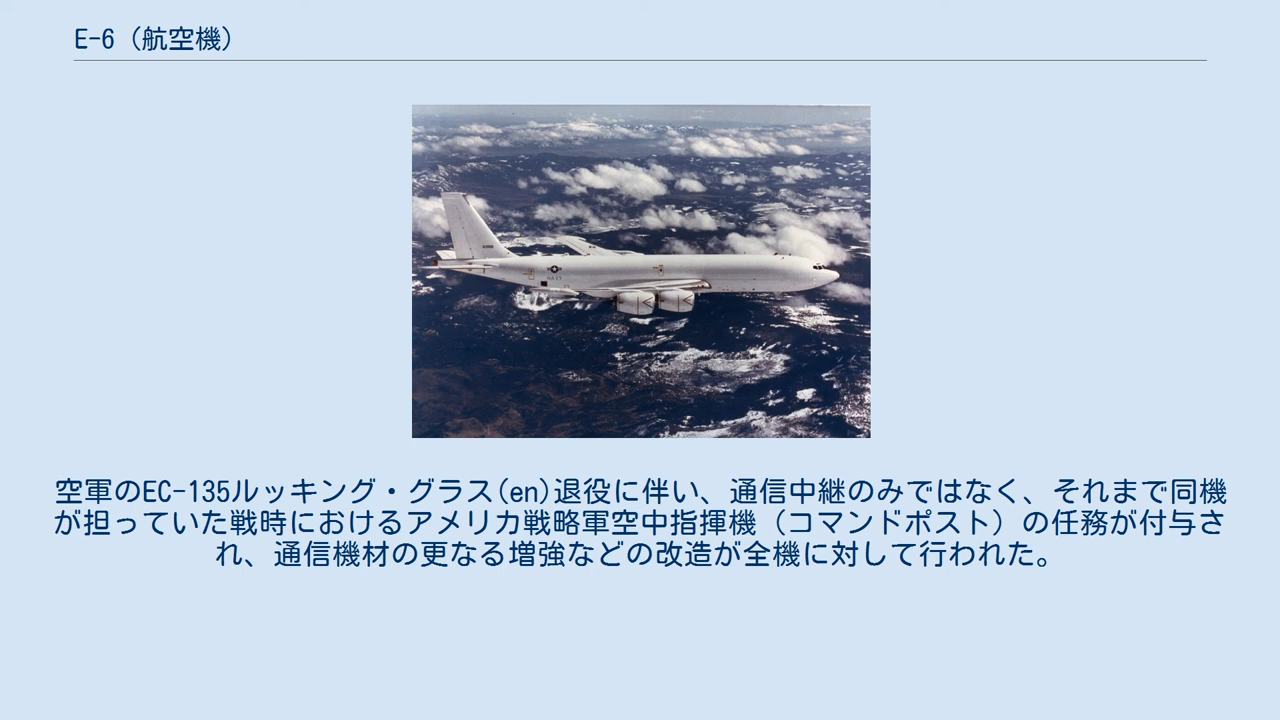 E-6（航空機）
NAVY
空軍のEC-135ルッキング・グラス(en)退役に伴い、通信中継のみではなく、それまで同機
が担っていた戦時におけるアメリカ戦略軍空中指揮機（コマンドポスト）の任務が付与さ
れ、通信機材の更なる増強などの改造が全機に対して行われた。